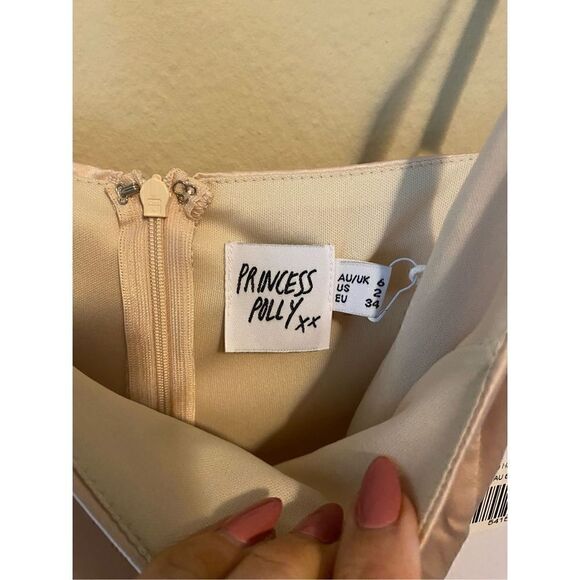 PRINCESS
POLLY xx
AU/UK 6
US 2
EU 34